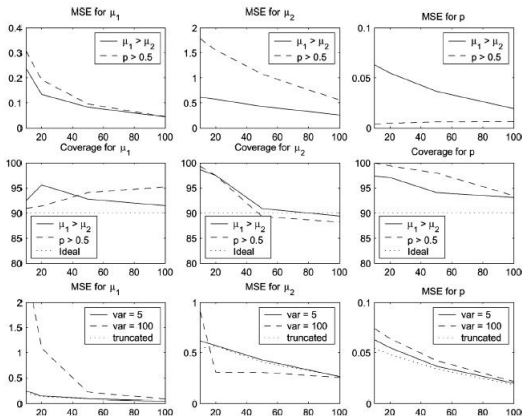 MSE for μ1
MSE for μ2
MSE for p
0.4
0.3
0.2
0.1
0
2
1.5
1
0.5
0
0.1
0.05
0
μ1 > μ2
p > 0.5
μ1 > μ2
p > 0.5
μ1 > μ2
p > 0.5
20 40 60 80 100
20 40 60 80 100
20 40 60 80 100
Coverage for μ1
Coverage for μ2
Coverage for p
100
95
90
85
80
100
95
90
85
80
100
95
90
85
80
μ1 > μ2
p > 0.5
Ideal
μ1 > μ2
p > 0.5
Ideal
μ1 > μ2
p > 0.5
Ideal
20 40 60 80 100
20 40 60 80 100
20 40 60 80 100
MSE for μ1
MSE for μ2
MSE for p
2
1.5
1
0.5
0
1
0.5
0
0.1
0.05
0
var = 5
var = 100
truncated
var = 5
var = 100
truncated
var = 5
var = 100
truncated
20 40 60 80 100
20 40 60 80 100
20 40 60 80 100